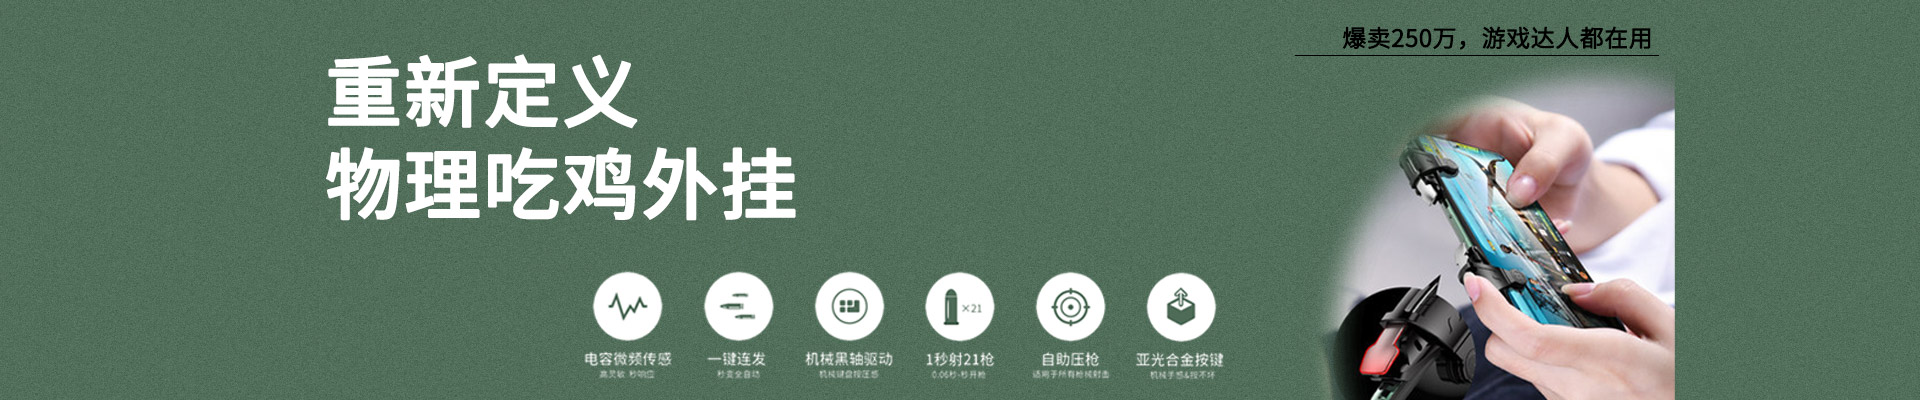 爆卖250万，游戏达人都在用
重新定义
物理吃鸡外挂
×21
电容微频传感
高灵敏 秒响应
一键连发
秒变全自动
机械黑轴驱动
机械键盘按压感
1秒射21枪
0.06秒-秒开枪
自助压枪
适用于所有枪械射击
亚光合金按键
机械手感&按不坏